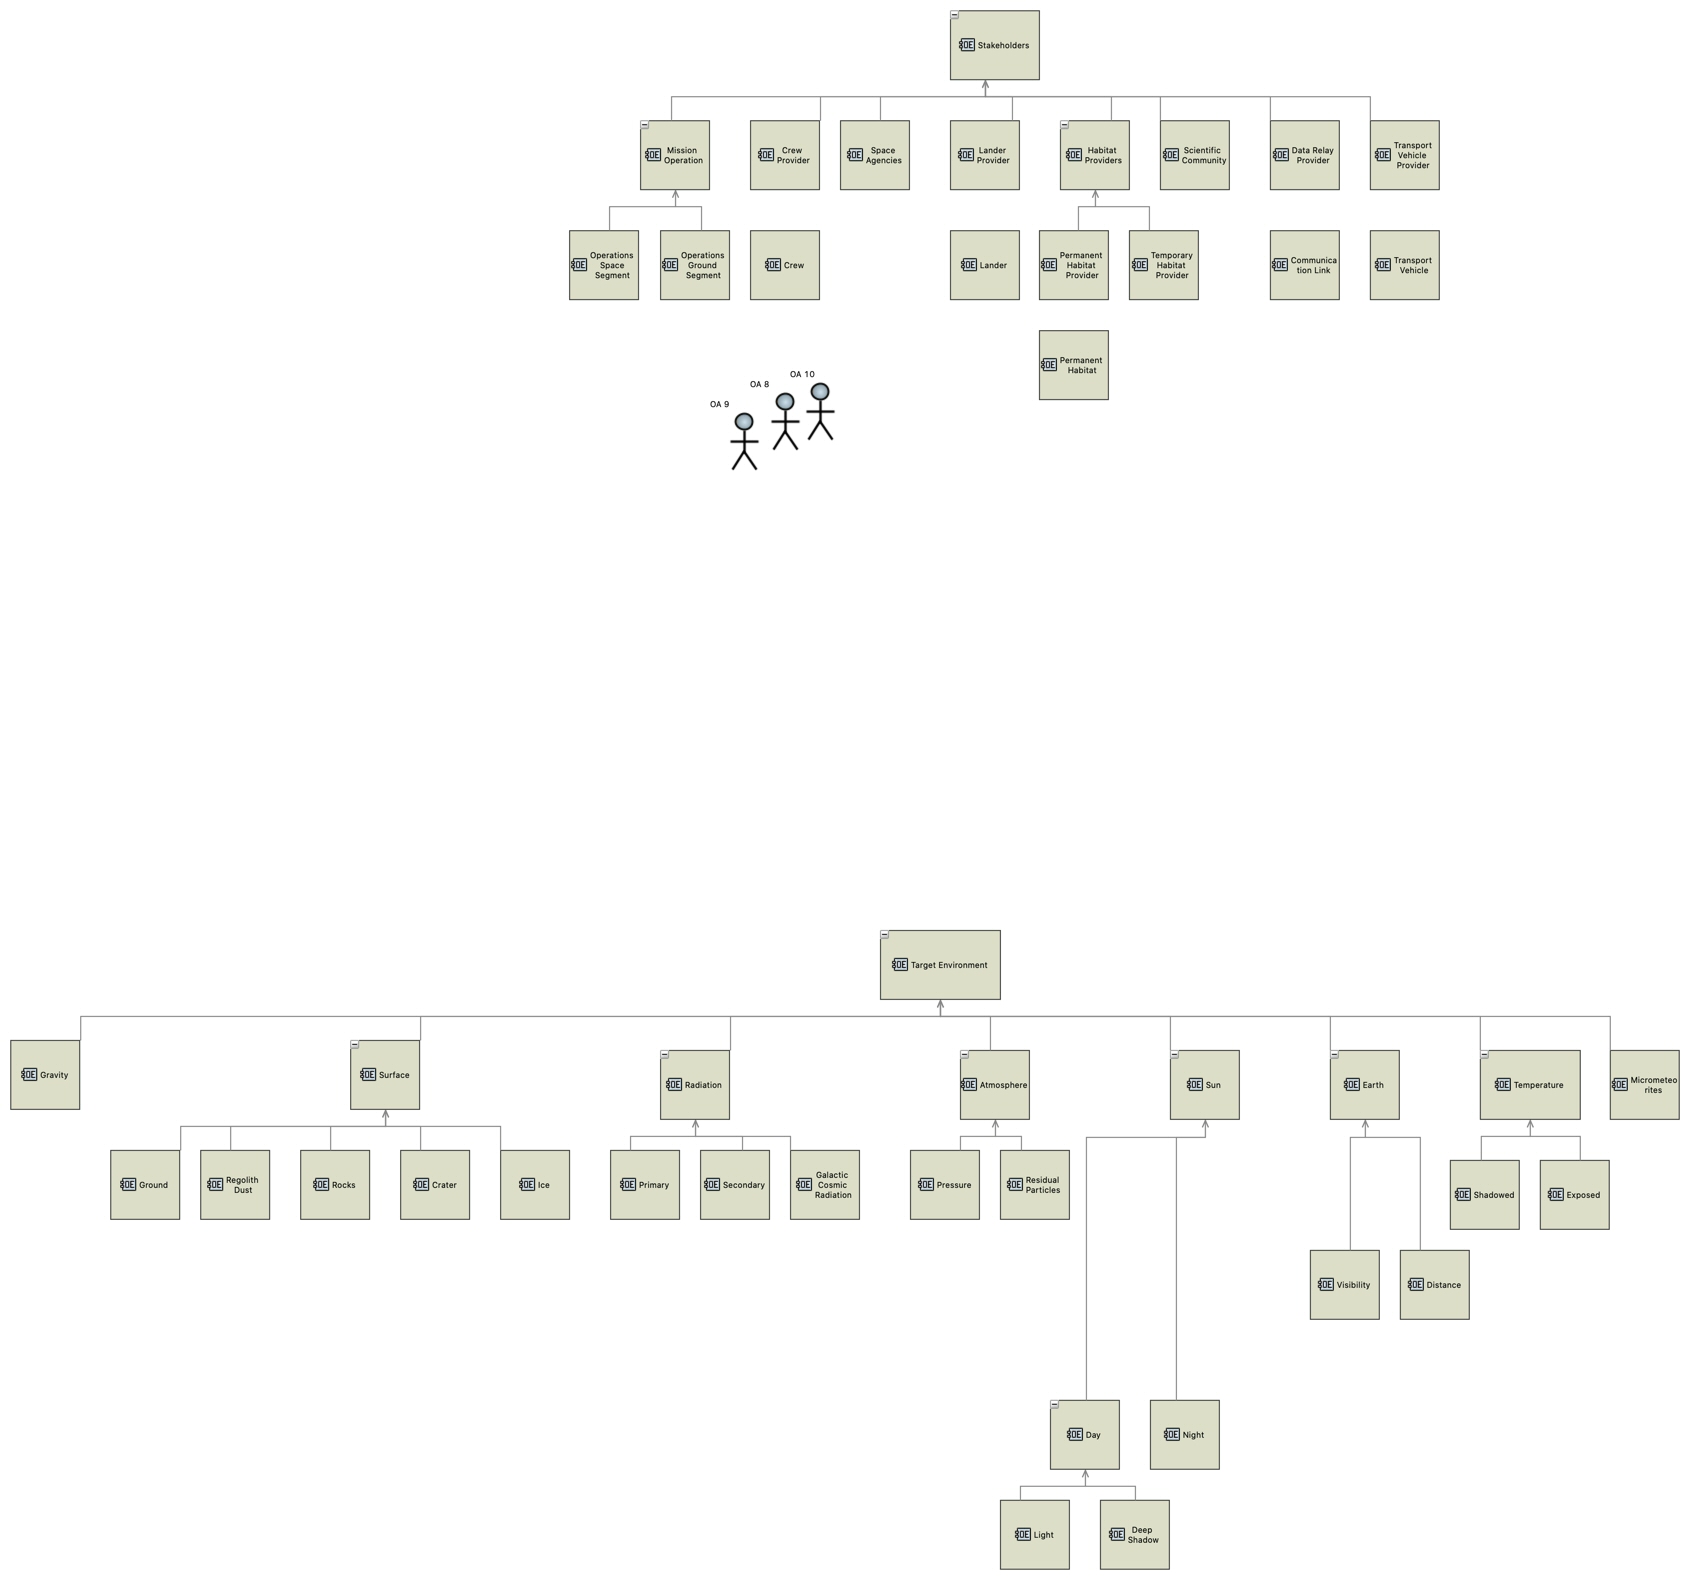 OE Stakeholders
OE Mission
Operation
OE Crew
Provider
OE Space
Agencies
OE Lander
Provider
OE Habitat
Providers
OE Scientific
Community
OE Data Relay
Provider
OE Transport
Vehicle
Provider
OE Operations
Space
Segment
OE Operations
Ground
Segment
OE Crew
OE Lander
OE Permanent
Habitat
Provider
OE Temporary
Habitat
Provider
OE Communica
tion Link
OE Transport
Vehicle
OE Permanent
Habitat
OA 10
OA 8
OA 9
OE Target Environment
OE Gravity
OE Surface
OE Radiation
OE Atmosphere
OE Sun
OE Earth
OE Temperature
OE Micrometeo
rites
OE Ground
OE Regolith
Dust
OE Rocks
OE Crater
OE Ice
OE Primary
OE Secondary
OE Galactic
Cosmic
Radiation
OE Pressure
OE Residual
Particles
OE Shadowed
OE Exposed
OE Visibility
OE Distance
OE Day
OE Night
OE Light
OE Deep
Shadow